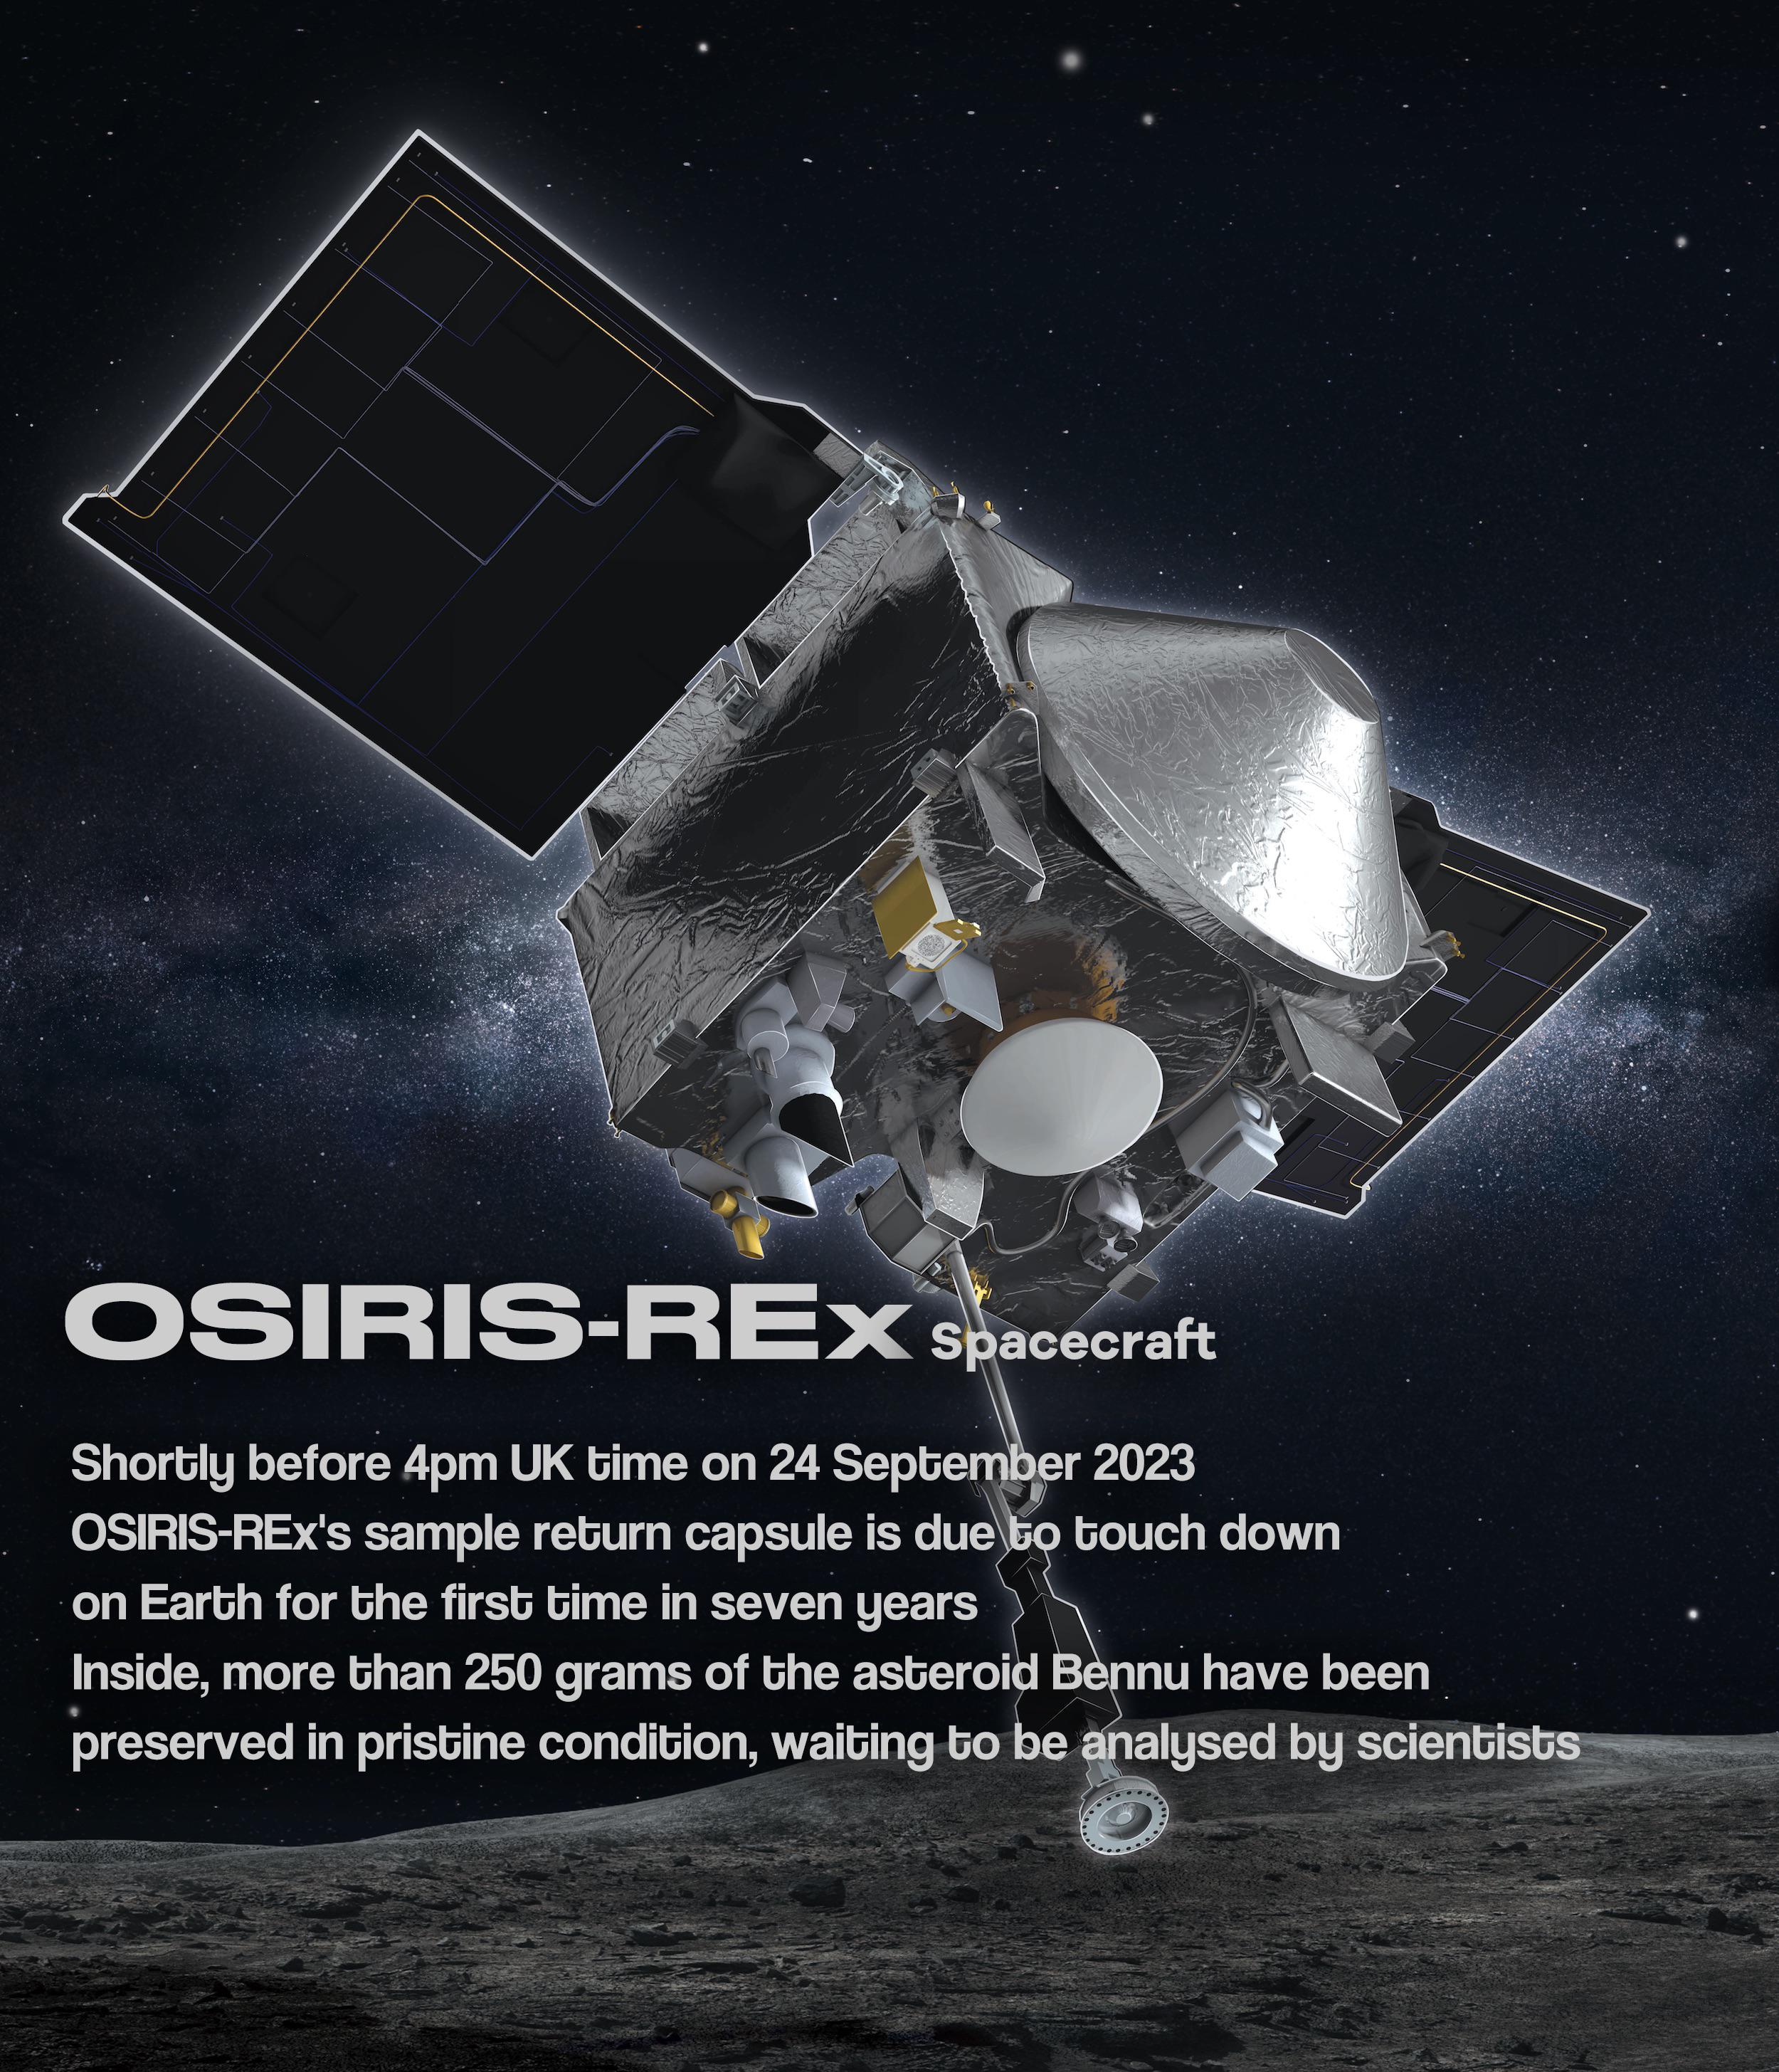 OSIRIS-REx Spacecraft
Shortly before 4pm UK time on 24 September 2023
OSIRIS-REx's sample return capsule is due to touch down
on Earth for the first time in seven years
Inside, more than 250 grams of the asteroid Bennu have been
preserved in pristine condition, waiting to be analysed by scientists